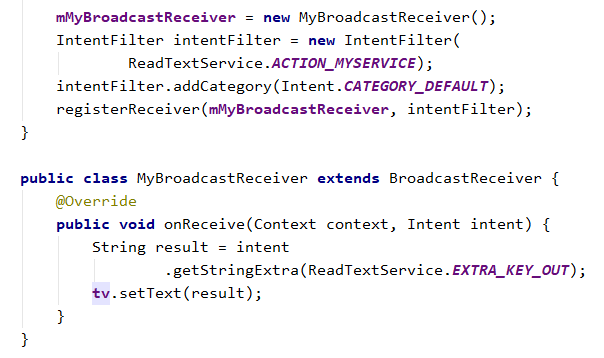 mMyBroadcastReceiver = new MyBroadcastReceiver();
IntentFilter intentFilter = new IntentFilter(
ReadTextService.ACTION_MYSERVICE);
intentFilter.addCategory(Intent.CATEGORY_DEFAULT);
registerReceiver(mMyBroadcastReceiver, intentFilter);
}
public class MyBroadcastReceiver extends BroadcastReceiver {
@Override
public void onReceive(Context context, Intent intent) {
String result = intent
.getStringExtra(ReadTextService.EXTRA_KEY_OUT);
tv.setText(result);
}
}